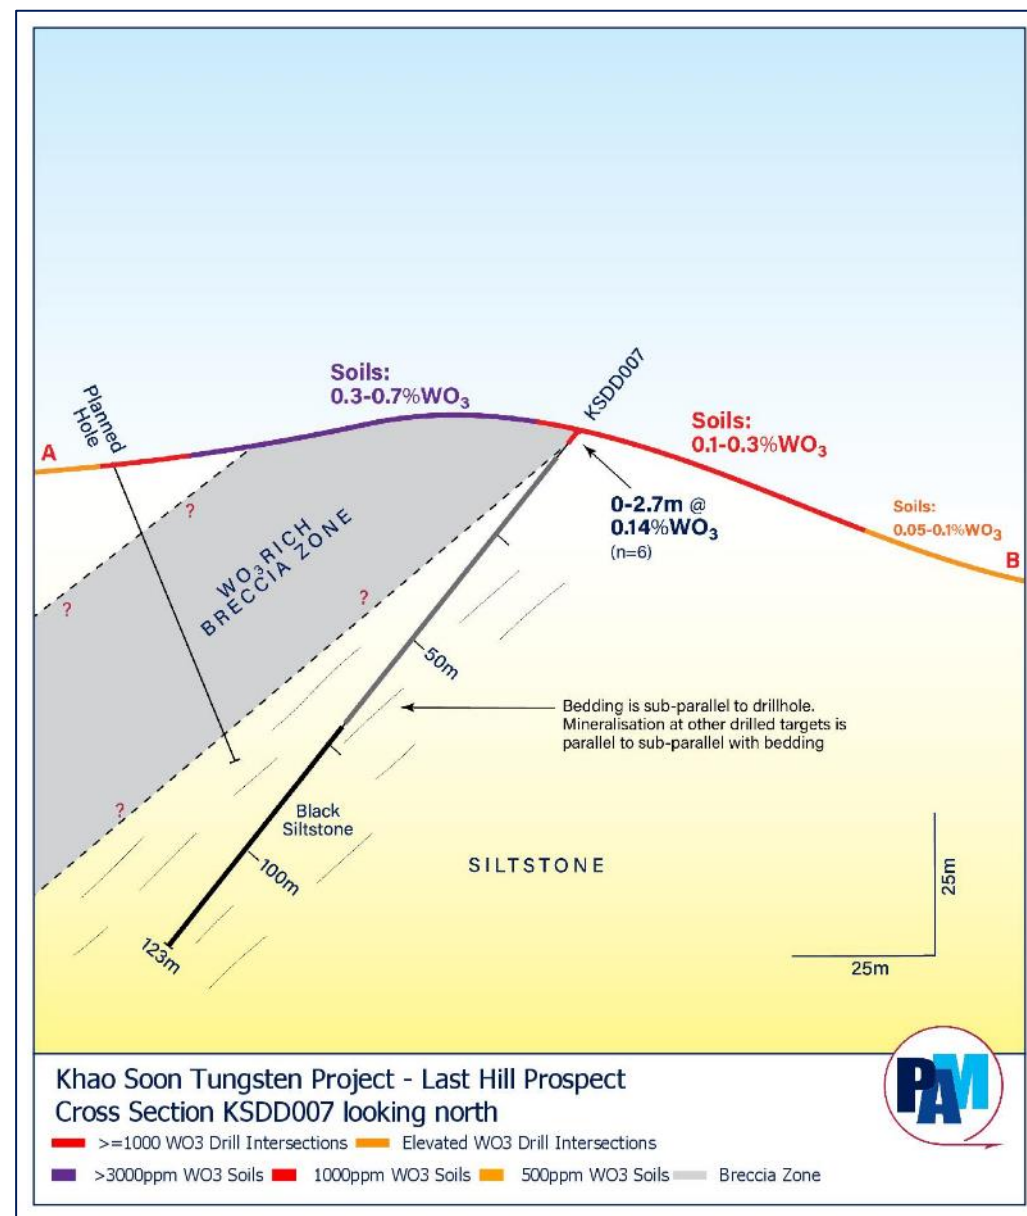 KSDD007
Soils:
0.3-0.7%WO₃
Planned
Hole
A
Soils:
0.1-0.3%WO₃
0-2.7m @
0.14%WO₃
(n=6)
Soils:
0.05-0.1%WO₃
B
?
WO₃RICH
BRECCIA ZONE
?
?
50m
Bedding is sub-parallel to drillhole.
Mineralisation at other drilled targets is
parallel to sub-parallel with bedding
?
Black
Siltstone
100m
SILTSTONE
25m
123m
25m
Khao Soon Tungsten Project - Last Hill Prospect
Cross Section KSDD007 looking north
PAM
>=1000 WO3 Drill Intersections Elevated WO3 Drill Intersections
>3000ppm WO3 Soils 1000ppm WO3 Soils 500ppm WO3 Soils Breccia Zone